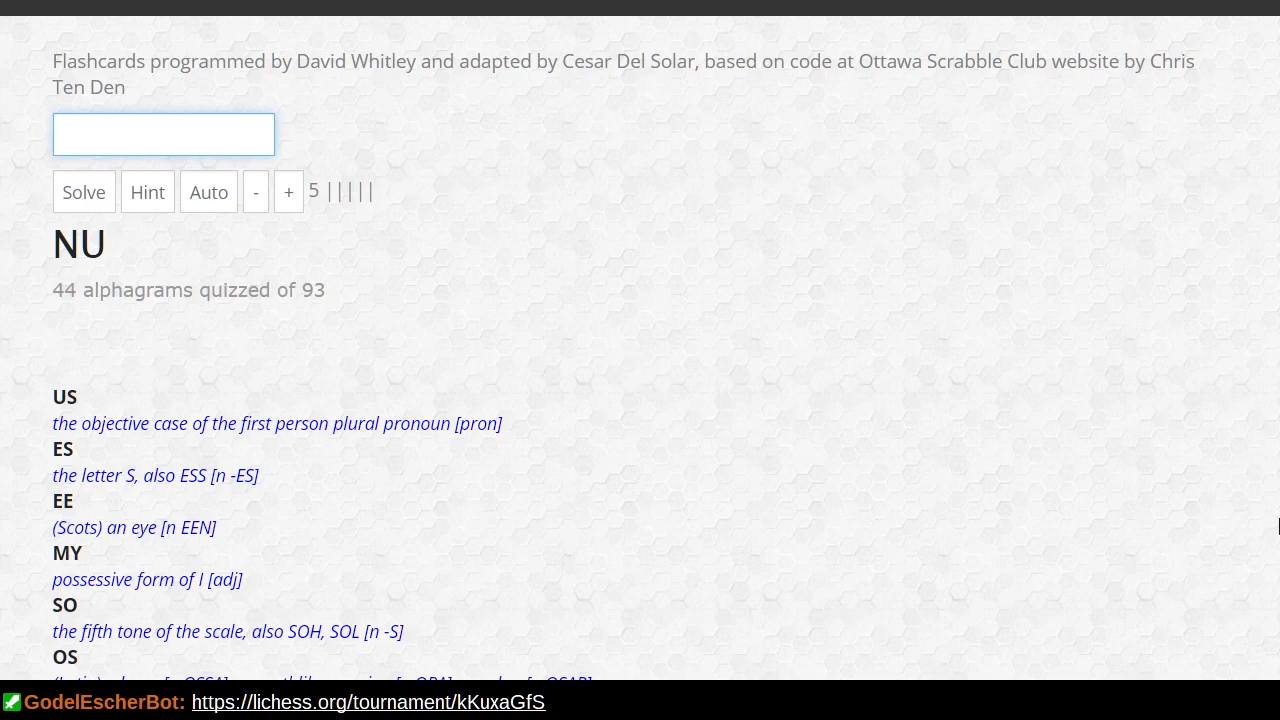 Flashcards programmed by David Whitley and adapted by Cesar Del Solar, based on code at Ottawa Scrabble Club website by Chris
Ten Den
Solve Hint Auto - + 5 |||||
NU
44 alphagrams quizzed of 93
US
the objective case of the first person plural pronoun [pron]
ES
the letter S, also ESS [n -ES]
EE
(Scots) an eye [n EEN]
MY
possessive form of I [adj]
SO
the fifth tone of the scale, also SOH, SOL [n -S]
OS
GodelEscherBot: https://lichess.org/tournament/kKuxaGfS